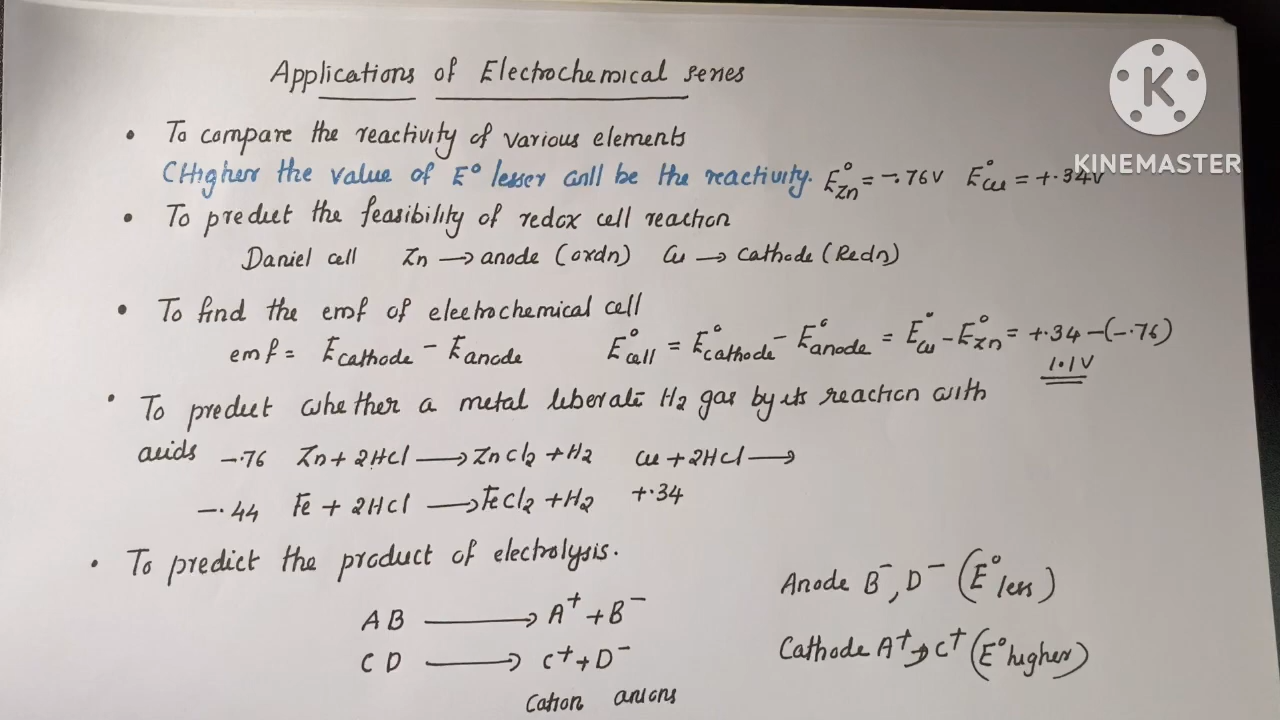 Applications of Electrochemical series
K
KINEMASTER
• To compare the reactivity of various elements
(Higher the value of E° lesser will be the reactivity. E°Zn = -.76V E°Cu = +.34V
• To predict the feasibility of redox cell reaction
Daniel cell Zn → anode (oxdn) Cu → cathode (Redn)
• To find the emf of electrochemical cell
emf = Ecathode - Eanode E°cell = E°cathode - E°anode = E°Cu - E°Zn = +.34 -(-.76)
1.1V
• To predict whether a metal liberate H2 gas by its reaction with
acids -.76 Zn + 2HCl → ZnCl2 + H2 Cu + 2HCl →
-.44 Fe + 2HCl → FeCl2 + H2 +.34
• To predict the product of electrolysis.
Anode B⁻, D⁻ (E° less)
AB → A⁺ + B⁻
Cathode A⁺, C⁺ (E° higher)
CD → C⁺ + D⁻
Cation anions